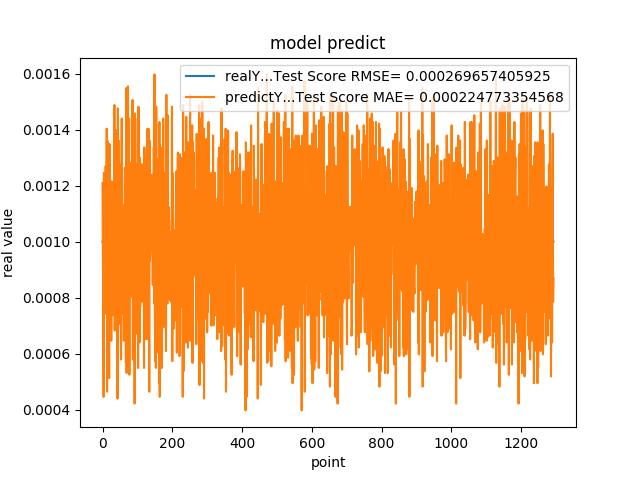 model predict
realY...Test Score RMSE= 0.000269657405925
predictY...Test Score MAE= 0.000224773354568
0.0016
0.0014
0.0012
0.0010
0.0008
0.0006
0.0004
real value
0 200 400 600 800 1000 1200
point